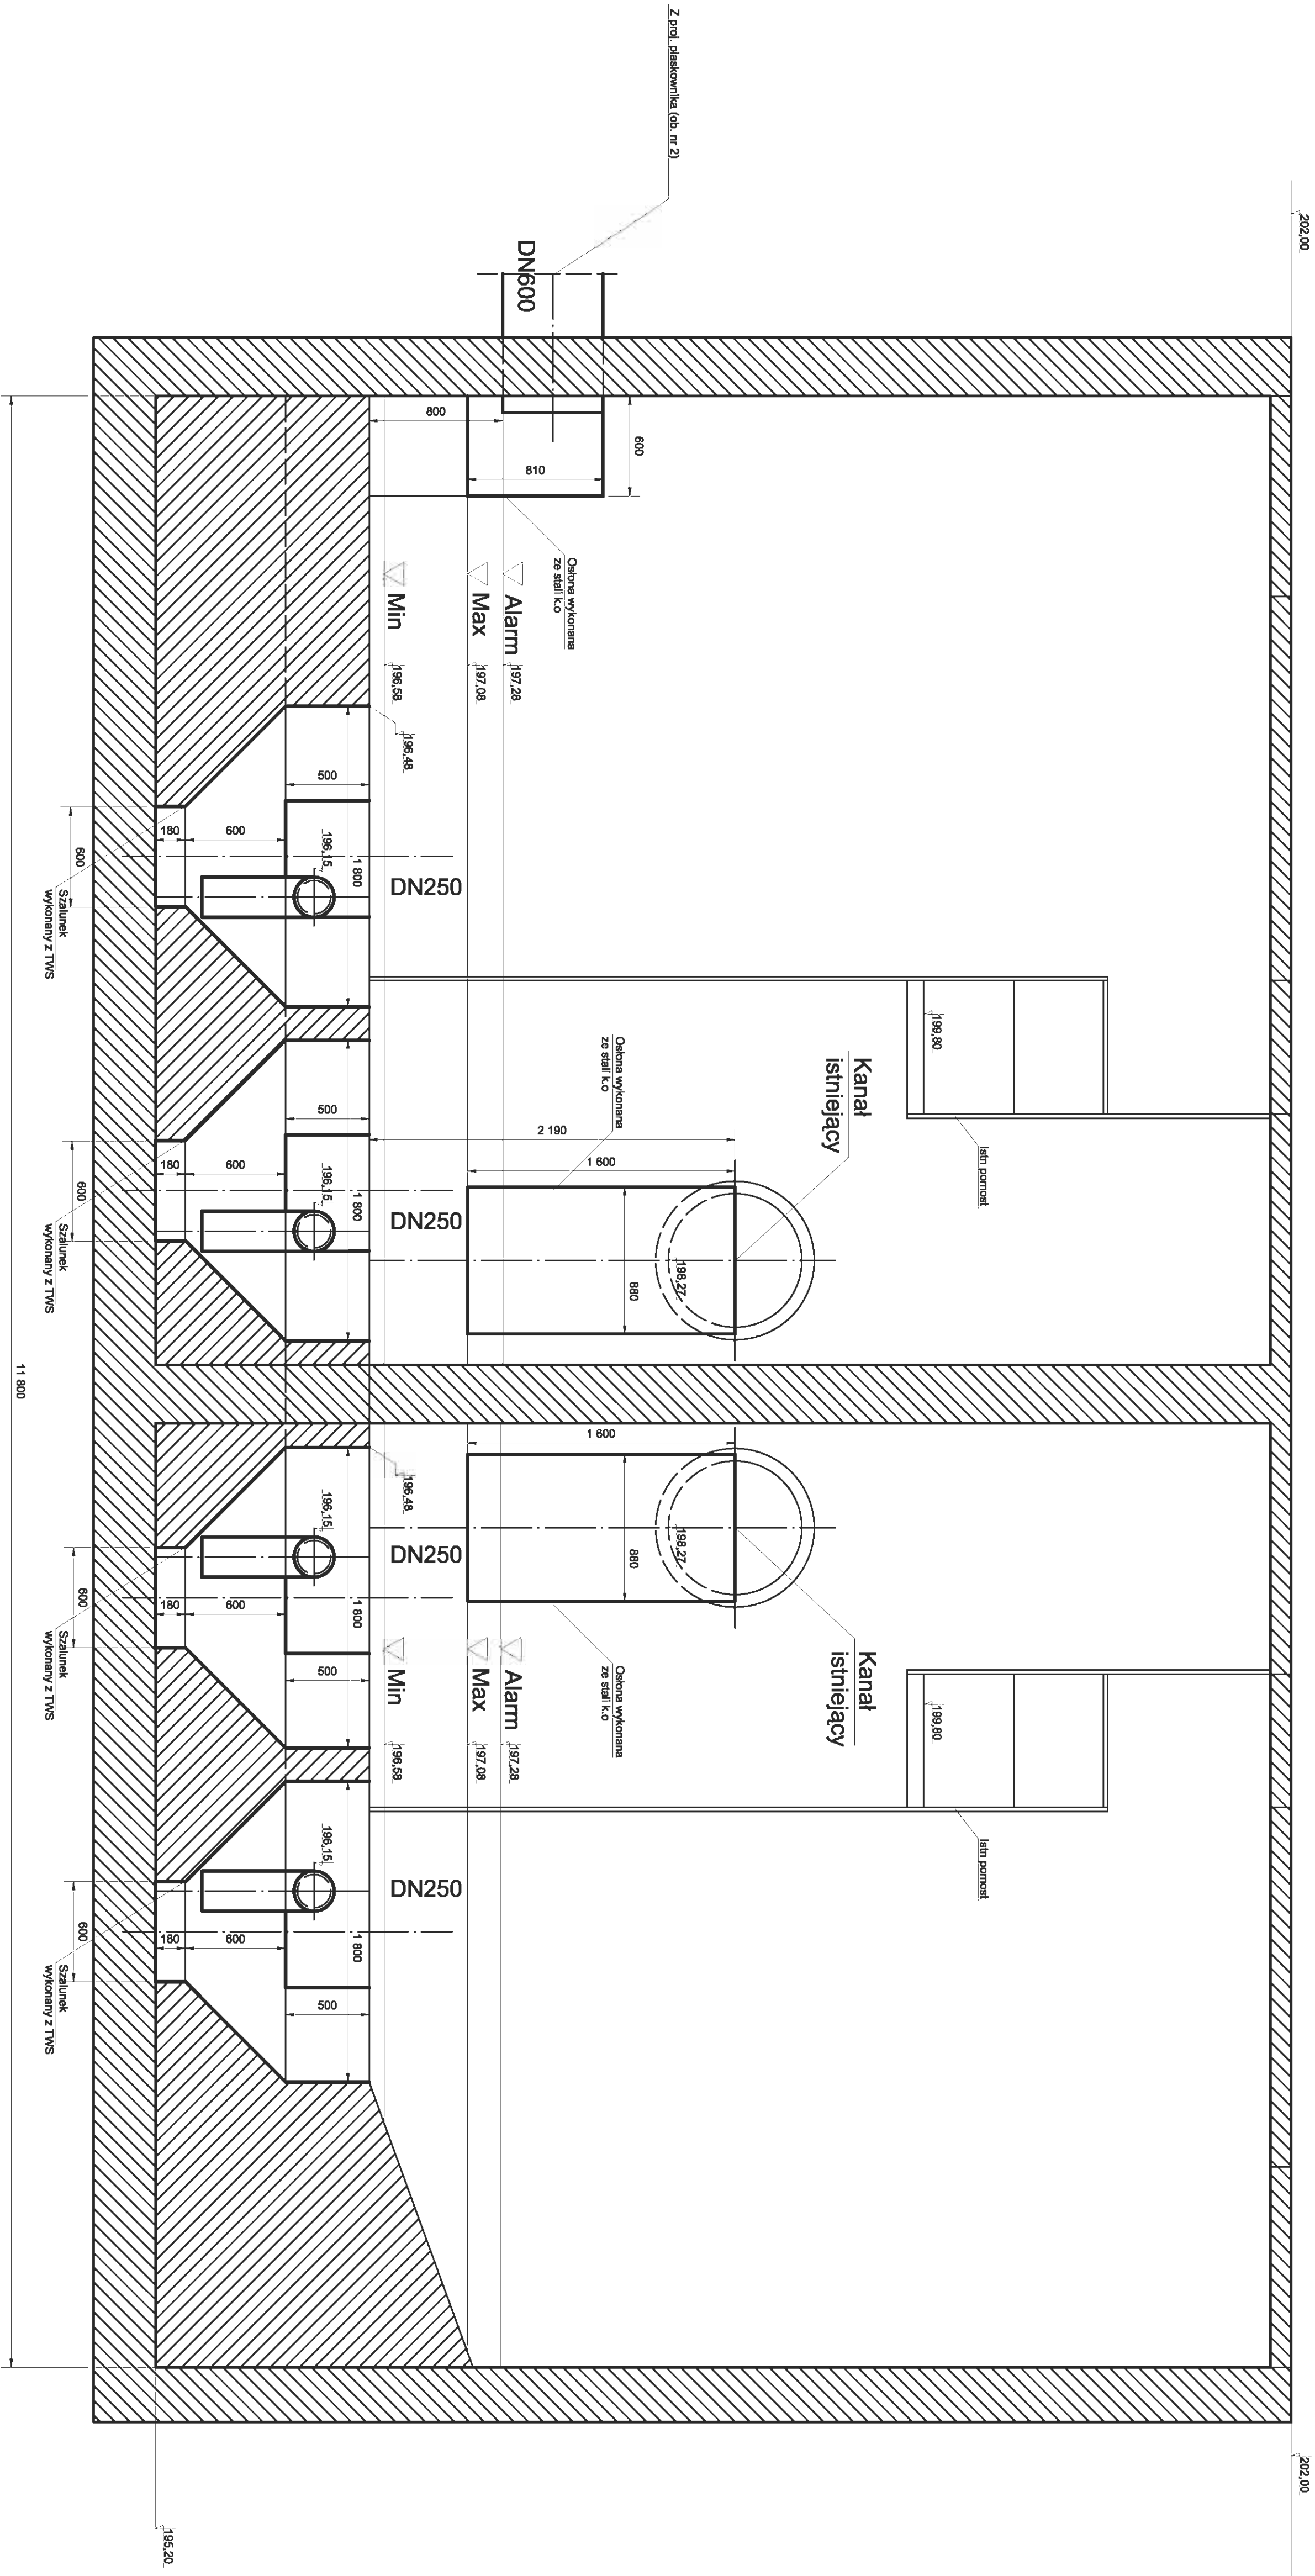 202,00
202,00
Z proj. piaskownika (ob. nr 2)
DN600
800
810
600
Osłona wykonana
ze stali k.o
Alarm
197,28
Max
197,08
Min
196,58
196,48
Istn pomost
199,80
Kanał
istniejący
198,27
2 190
1 600
880
Osłona wykonana
ze stali k.o
Istn pomost
199,80
Kanał
istniejący
198,27
1 600
880
Osłona wykonana
ze stali k.o
Alarm
197,28
Max
197,08
Min
196,58
196,48
DN250
DN250
DN250
DN250
500
1 800
196,15
500
1 800
196,15
196,15
1 800
500
196,15
1 800
500
180
600
180
600
180
600
180
600
600
Szalunek
wykonany z TWS
600
Szalunek
wykonany z TWS
600
Szalunek
wykonany z TWS
600
Szalunek
wykonany z TWS
195,20
11 800